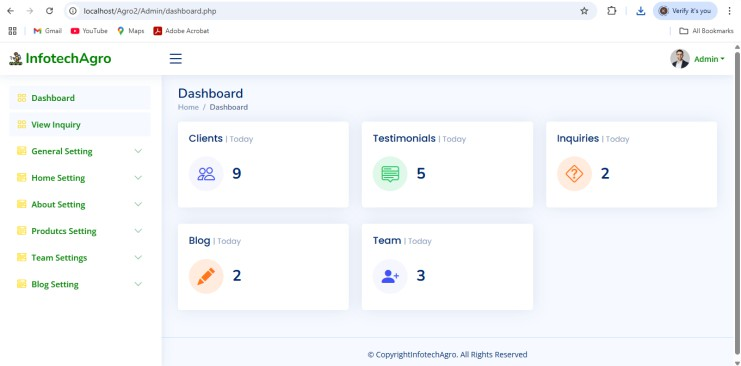 localhost/Agro2/Admin/dashboard.php
Verify it's you
Gmail
YouTube
Maps
Adobe Acrobat
All Bookmarks
InfotechAgro
Admin
Dashboard
View Inquiry
General Setting
Home Setting
About Setting
Produtcs Setting
Team Settings
Blog Setting
Dashboard
Home / Dashboard
Clients | Today
9
Testimonials | Today
5
Inquiries | Today
2
Blog | Today
2
Team | Today
3
© CopyrightInfotechAgro. All Rights Reserved